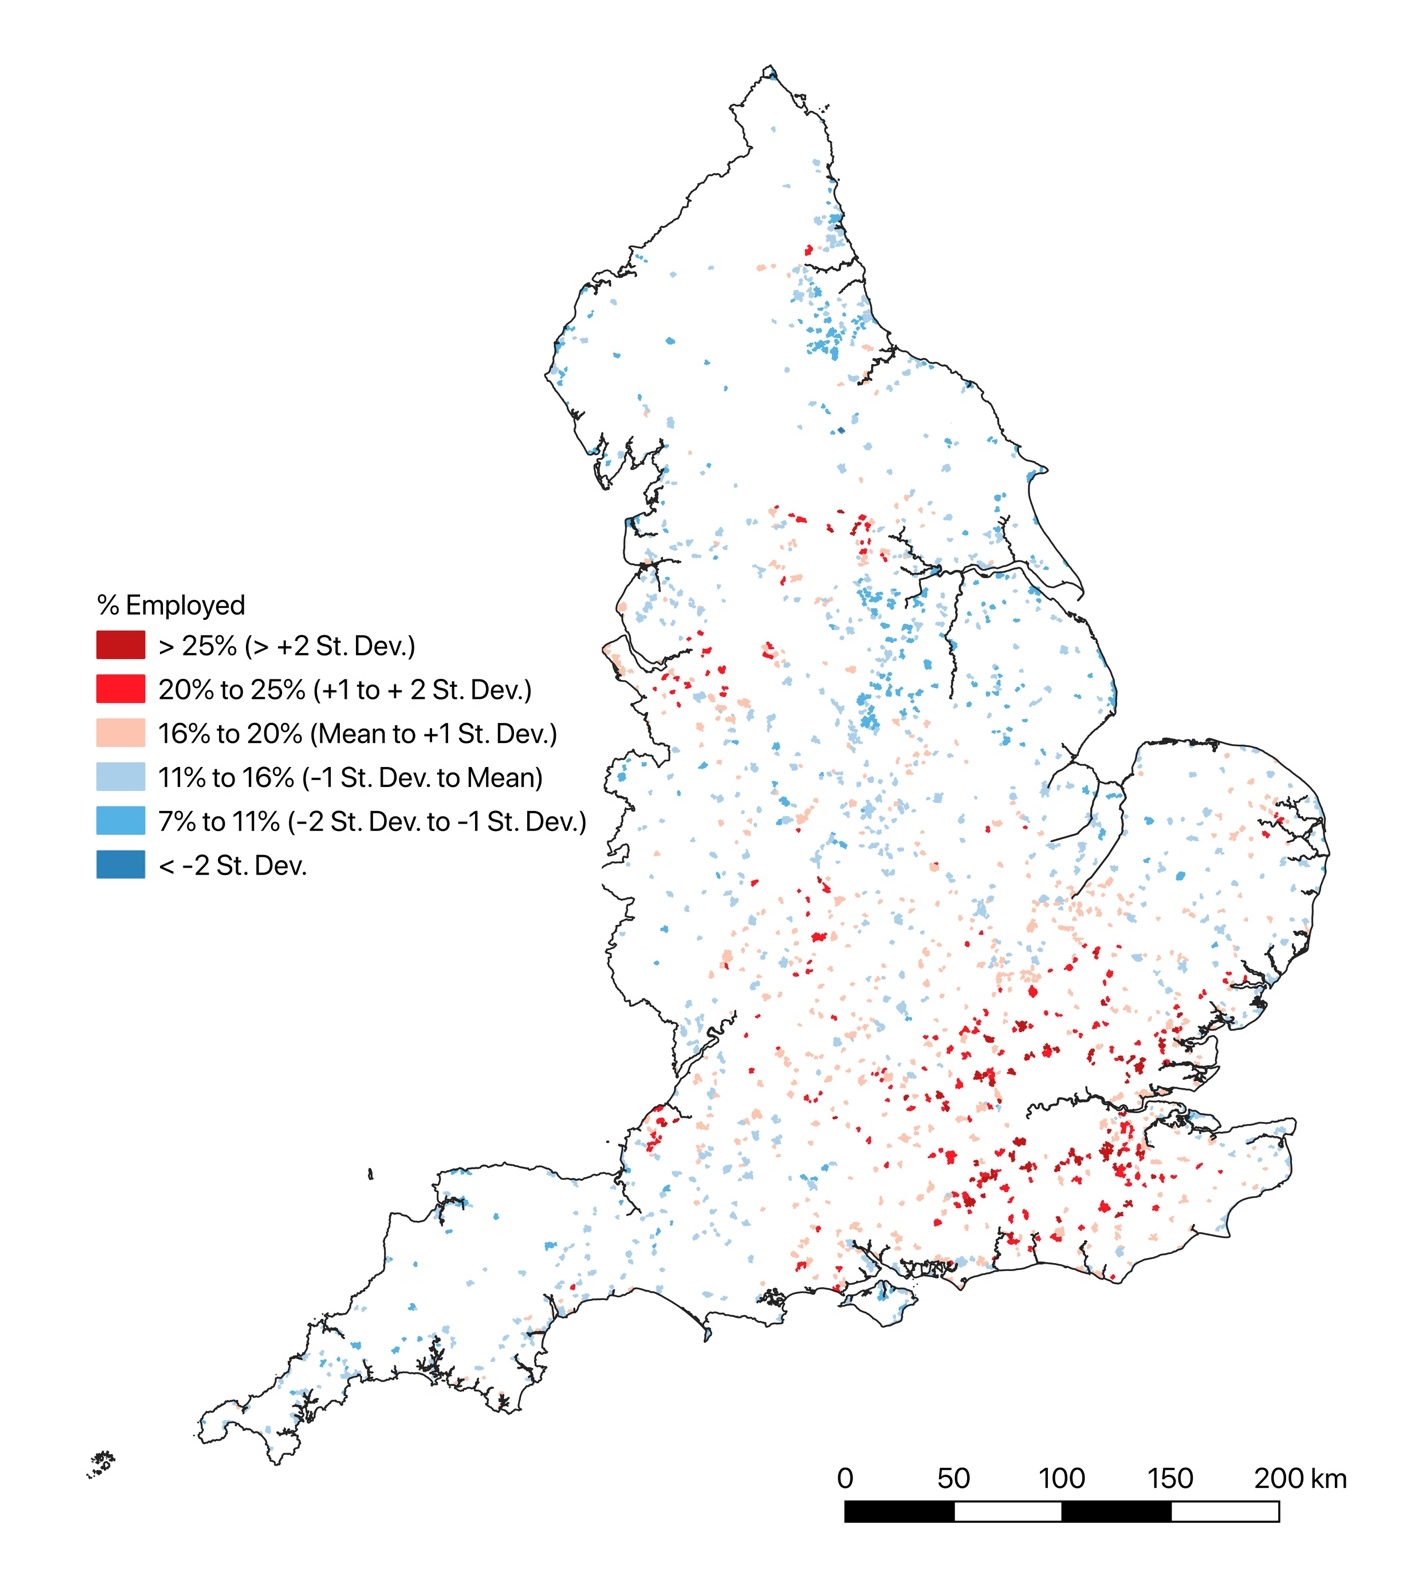 % Employed
> 25% (> +2 St. Dev.)
20% to 25% (+1 to + 2 St. Dev.)
16% to 20% (Mean to +1 St. Dev.)
11% to 16% (-1 St. Dev. to Mean)
7% to 11% (-2 St. Dev. to -1 St. Dev.)
< -2 St. Dev.
0 50 100 150 200 km